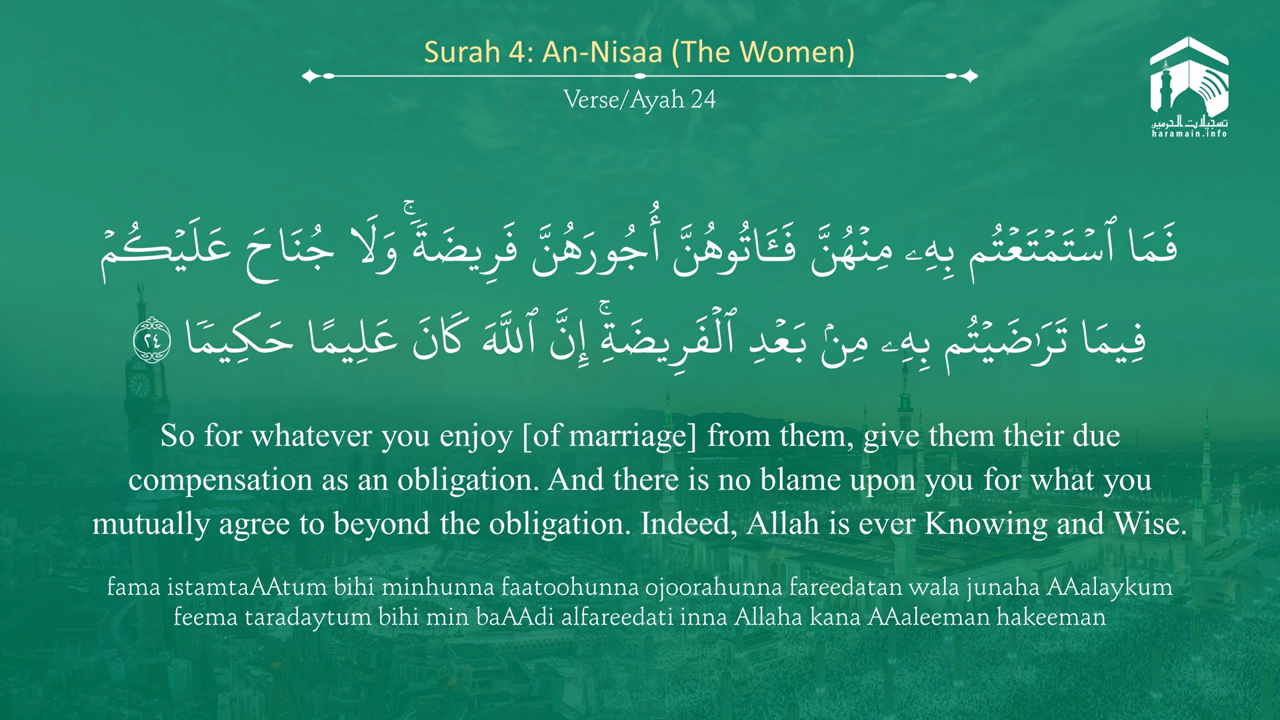 Surah 4: An-Nisaa (The Women)
Verse/Ayah 24
تسجيلات الحرمين
haramain.info
فَمَا ٱسْتَمْتَعْتُم بِهِۦ مِنْهُنَّ فَـَٔاتُوهُنَّ أُجُورَهُنَّ فَرِيضَةً ۚ وَلَا جُنَاحَ عَلَيْكُمْ
فِيمَا تَرَٰضَيْتُم بِهِۦ مِنۢ بَعْدِ ٱلْفَرِيضَةِ ۚ إِنَّ ٱللَّهَ كَانَ عَلِيمًا حَكِيمًا ٢٤
So for whatever you enjoy [of marriage] from them, give them their due
compensation as an obligation. And there is no blame upon you for what you
mutually agree to beyond the obligation. Indeed, Allah is ever Knowing and Wise.
fama istamtaAAtum bihi minhunna faatoohunna ojoorahunna fareedatan wala junaha AAalaykum
feema taradaytum bihi min baAAdi alfareedati inna Allaha kana AAaleeman hakeeman